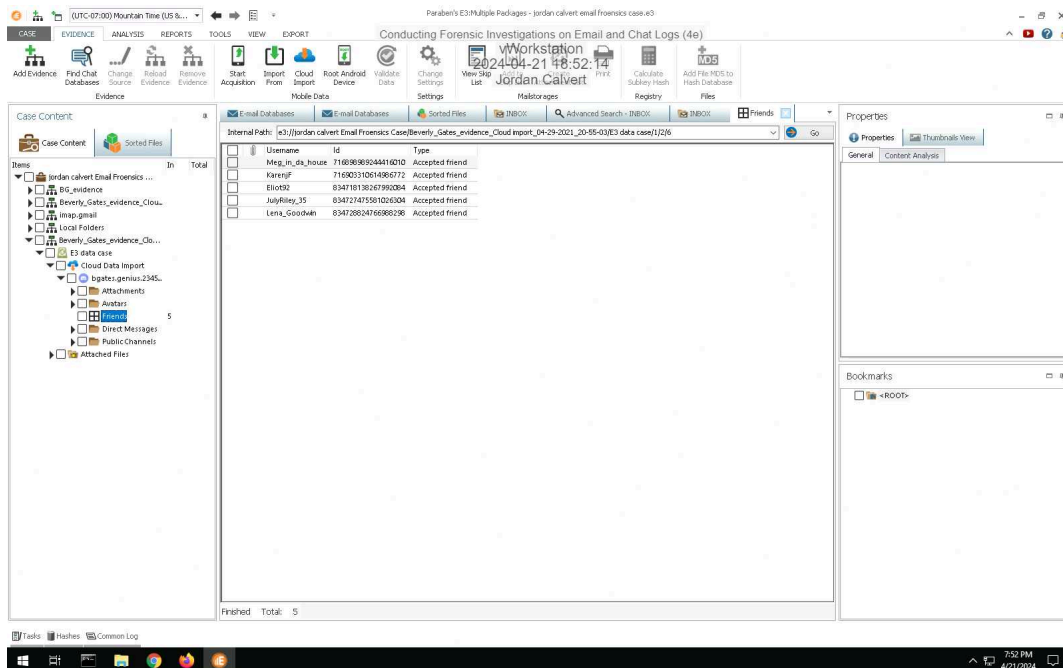 (UTC-07:00) Mountain Time (US &...
Paraben's E3:Multiple Packages - jordan calvert email froensics case.e3
CASE EVIDENCE ANALYSIS REPORTS TOOLS VIEW EXPORT
Conducting Forensic Investigations on Email and Chat Logs (4e)
vWorkstation
2024-04-21 18:52:14
Jordan Calvert
Add Evidence
Find Chat Databases
Change Source
Reload Evidence
Remove Evidence
Start Acquisition
Import From
Cloud Import
Root Android Device
Validate Data
Change Settings
View Skip List
Print
Calculate Subkey Hash
Add File MD5 to Hash Database
MD5
Evidence Mobile Data Settings Mailstorages Registry Files
Case Content
Case Content Sorted Files
Items In Total
jordan calvert Email Froensics ...
BG_evidence
Beverly_Gates_evidence_Clou...
imap.gmail
Local Folders
Beverly_Gates_evidence_Clo...
E3 data case
Cloud Data Import
bgates.genius.2345...
Attachments
Avatars
Friends 5
Direct Messages
Public Channels
Attached Files
E-mail Databases E-mail Databases Sorted Files INBOX Advanced Search - INBOX INBOX Friends
Internal Path: e3://jordan calvert Email Froensics Case/Beverly_Gates_evidence_Cloud import_04-29-2021_20-55-03/E3 data case/1/2/6 Go
Username Id Type
Meg_in_da_house 716898989244416010 Accepted friend
KarenjF 716903310614986772 Accepted friend
Eliot92 834718138267992084 Accepted friend
JulyRiley_35 834727475581026304 Accepted friend
Lena_Goodwin 834728824766988298 Accepted friend
Finished Total: 5
Properties
Properties Thumbnails View
General Content Analysis
Bookmarks
<ROOT>
Tasks Hashes Common Log
7:52 PM
4/21/2024